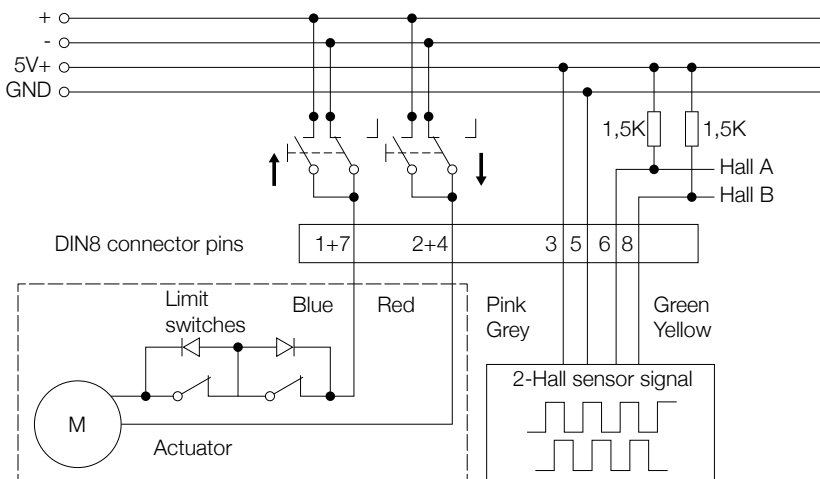 +
-
5V+
GND
1,5K 1,5K
Hall A
Hall B
DIN8 connector pins 1+7 2+4 3 5 6 8
Limit
switches
Blue Red
Pink
Grey
Green
Yellow
2-Hall sensor signal
M
Actuator